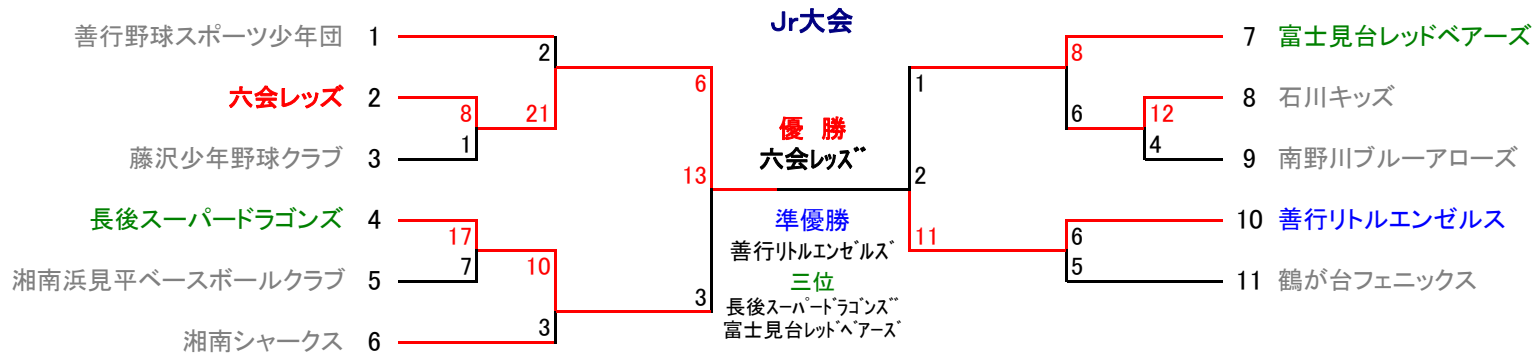 Jr大会
善行野球スポーツ少年団 1
2
六会レッズ 2
8
21
1
藤沢少年野球クラブ 3
6
13
長後スーパードラゴンズ 4
17
7
10
湘南浜見平ベースボールクラブ 5
3
3
湘南シャークス 6
優 勝
六会レッズ
準優勝
善行リトルエンゼルズ
三位
長後スーパードラゴンズ
富士見台レッドベアーズ
1
2
11
7 富士見台レッドベアーズ
8
6
8 石川キッズ
12
4
9 南野川ブルーアローズ
10 善行リトルエンゼルス
6
5
11 鶴が台フェニックス